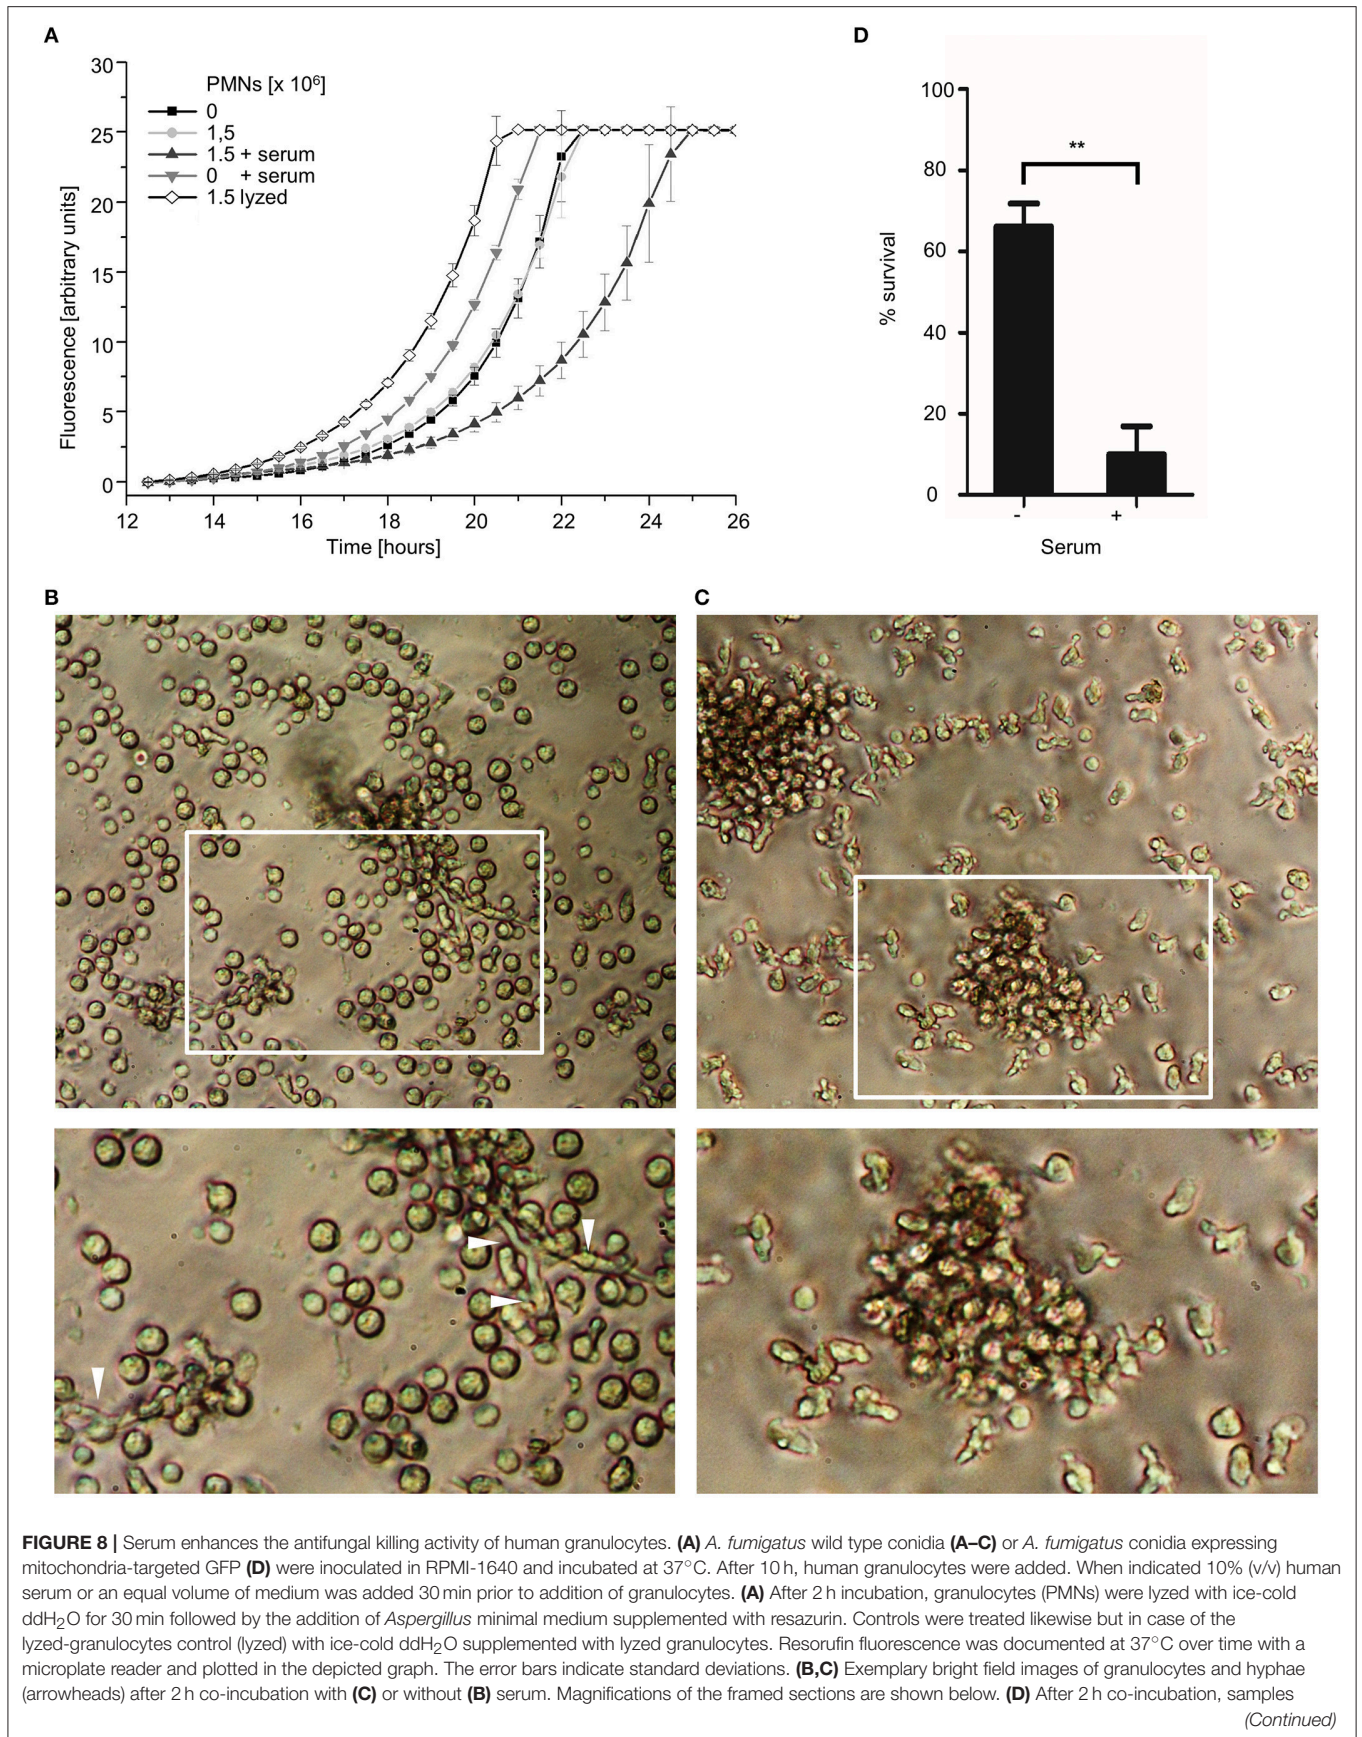 A
PMNs [x 10⁶]
0
1,5
1.5 + serum
0 + serum
1.5 lyzed
30
25
20
15
10
5
0
Fluorescence [arbitrary units]
12 14 16 18 20 22 24 26
Time [hours]
D
100
80
60
40
20
0
% survival
**
- +
Serum
B
C
FIGURE 8 | Serum enhances the antifungal killing activity of human granulocytes. (A) A. fumigatus wild type conidia (A–C) or A. fumigatus conidia expressing
mitochondria-targeted GFP (D) were inoculated in RPMI-1640 and incubated at 37°C. After 10 h, human granulocytes were added. When indicated 10% (v/v) human
serum or an equal volume of medium was added 30 min prior to addition of granulocytes. (A) After 2 h incubation, granulocytes (PMNs) were lyzed with ice-cold
ddH₂O for 30 min followed by the addition of Aspergillus minimal medium supplemented with resazurin. Controls were treated likewise but in case of the
lyzed-granulocytes control (lyzed) with ice-cold ddH₂O supplemented with lyzed granulocytes. Resorufin fluorescence was documented at 37°C over time with a
microplate reader and plotted in the depicted graph. The error bars indicate standard deviations. (B,C) Exemplary bright field images of granulocytes and hyphae
(arrowheads) after 2 h co-incubation with (C) or without (B) serum. Magnifications of the framed sections are shown below. (D) After 2 h co-incubation, samples
(Continued)